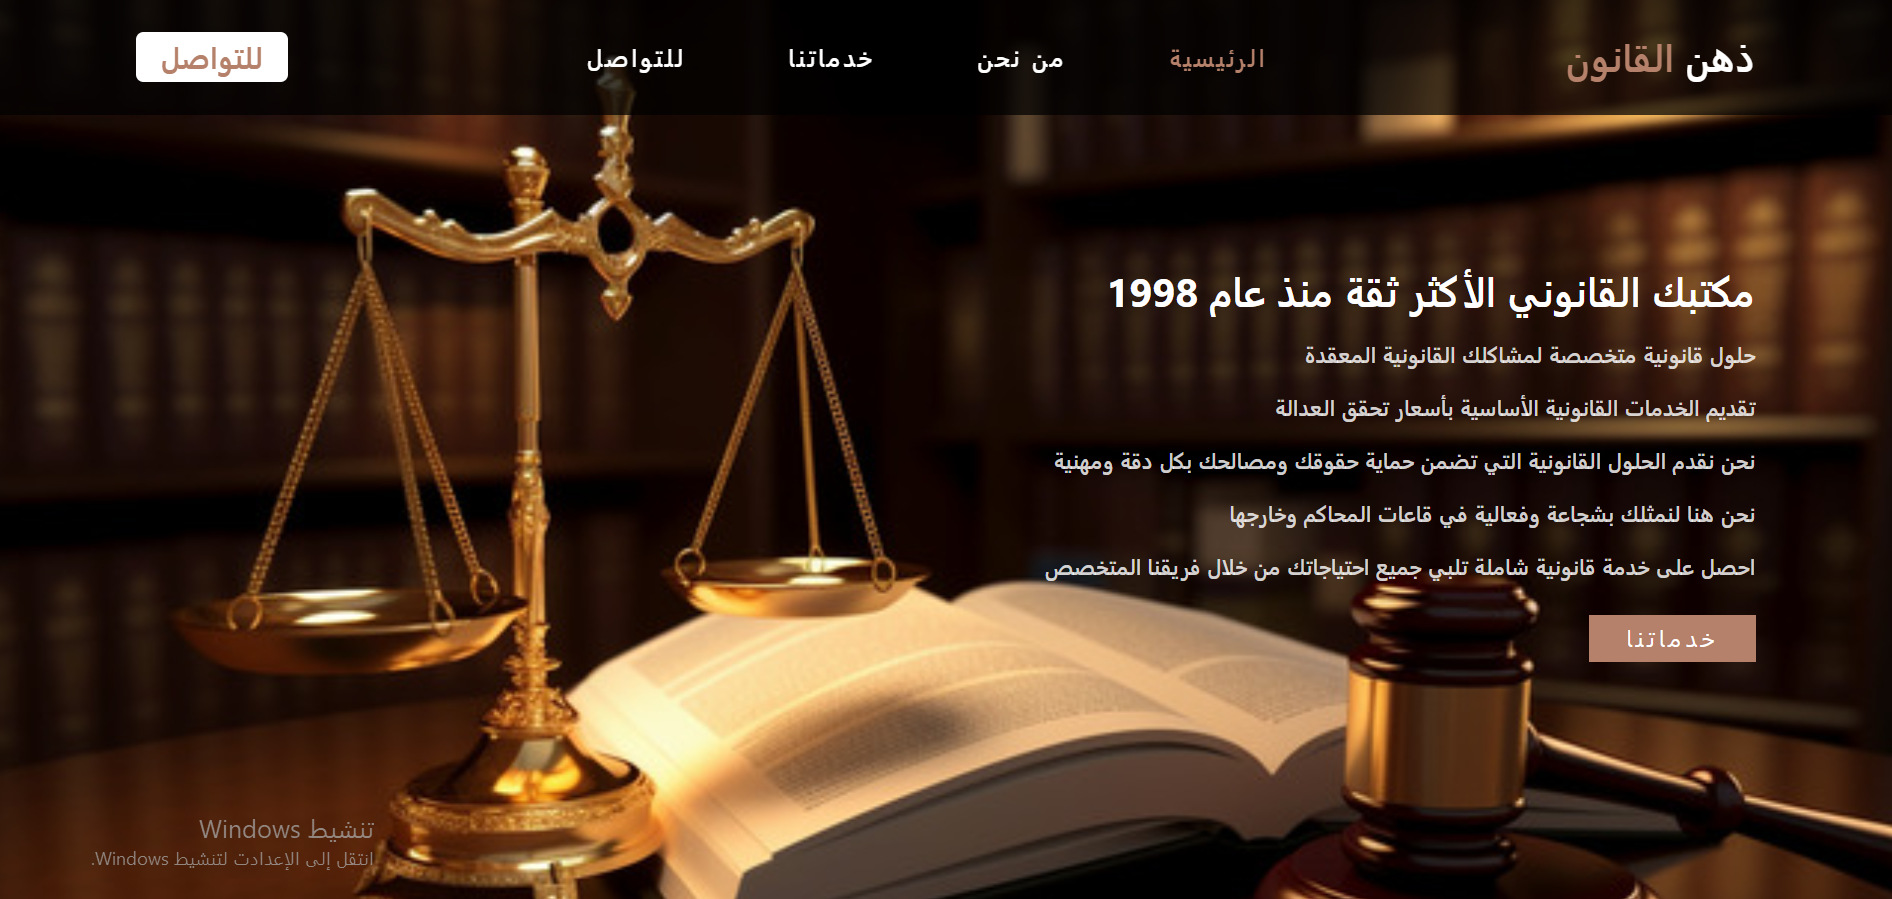 ذهن القانون
الرئيسية
من نحن
خدماتنا
للتواصل
للتواصل
مكتبك القانوني الأكثر ثقة منذ عام 1998
حلول قانونية متخصصة لمشاكلك القانونية المعقدة
تقديم الخدمات القانونية الأساسية بأسعار تحقق العدالة
نحن نقدم الحلول القانونية التي تضمن حماية حقوقك ومصالحك بكل دقة ومهنية
نحن هنا لنمثلك بشجاعة وفعالية في قاعات المحاكم وخارجها
احصل على خدمة قانونية شاملة تلبي جميع احتياجاتك من خلال فريقنا المتخصص
خدماتنا
تنشيط Windows
انتقل إلى الإعدادت لتنشيط Windows.